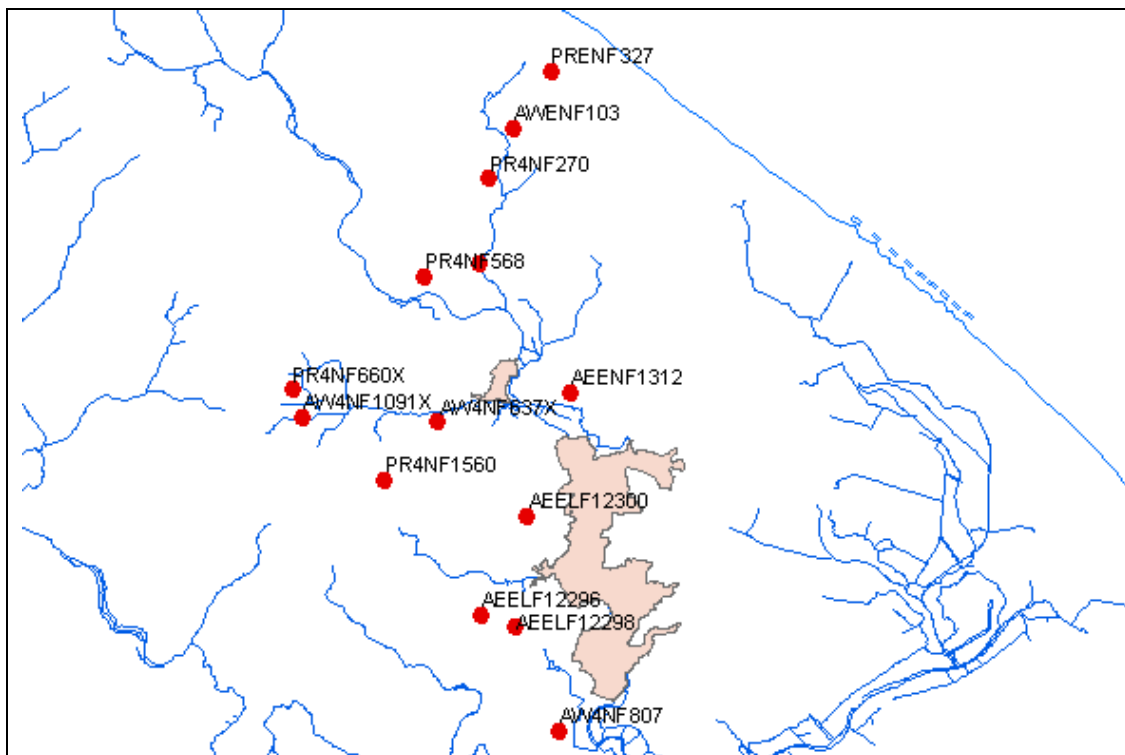 PRENF327
AWENF103
PR4NF270
PR4NF568
PR4NF660X
AEENF1312
AW4NF1091X
AW4NF637X
PR4NF1560
AEELF12300
AEELF12296
AEELF12298
AW4NF807